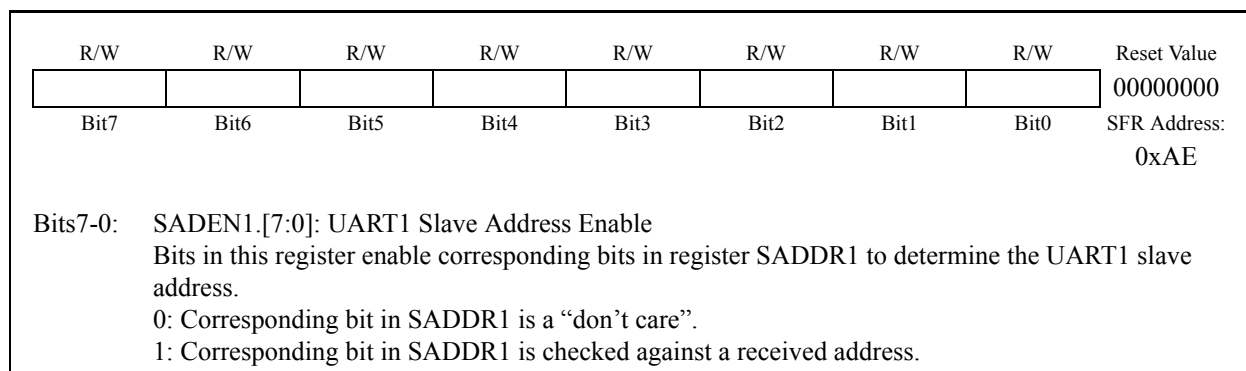 R/W R/W R/W R/W R/W R/W R/W R/W Reset Value
00000000
Bit7 Bit6 Bit5 Bit4 Bit3 Bit2 Bit1 Bit0 SFR Address:
0xAE
Bits7-0: SADEN1.[7:0]: UART1 Slave Address Enable
Bits in this register enable corresponding bits in register SADDR1 to determine the UART1 slave
address.
0: Corresponding bit in SADDR1 is a “don’t care”.
1: Corresponding bit in SADDR1 is checked against a received address.